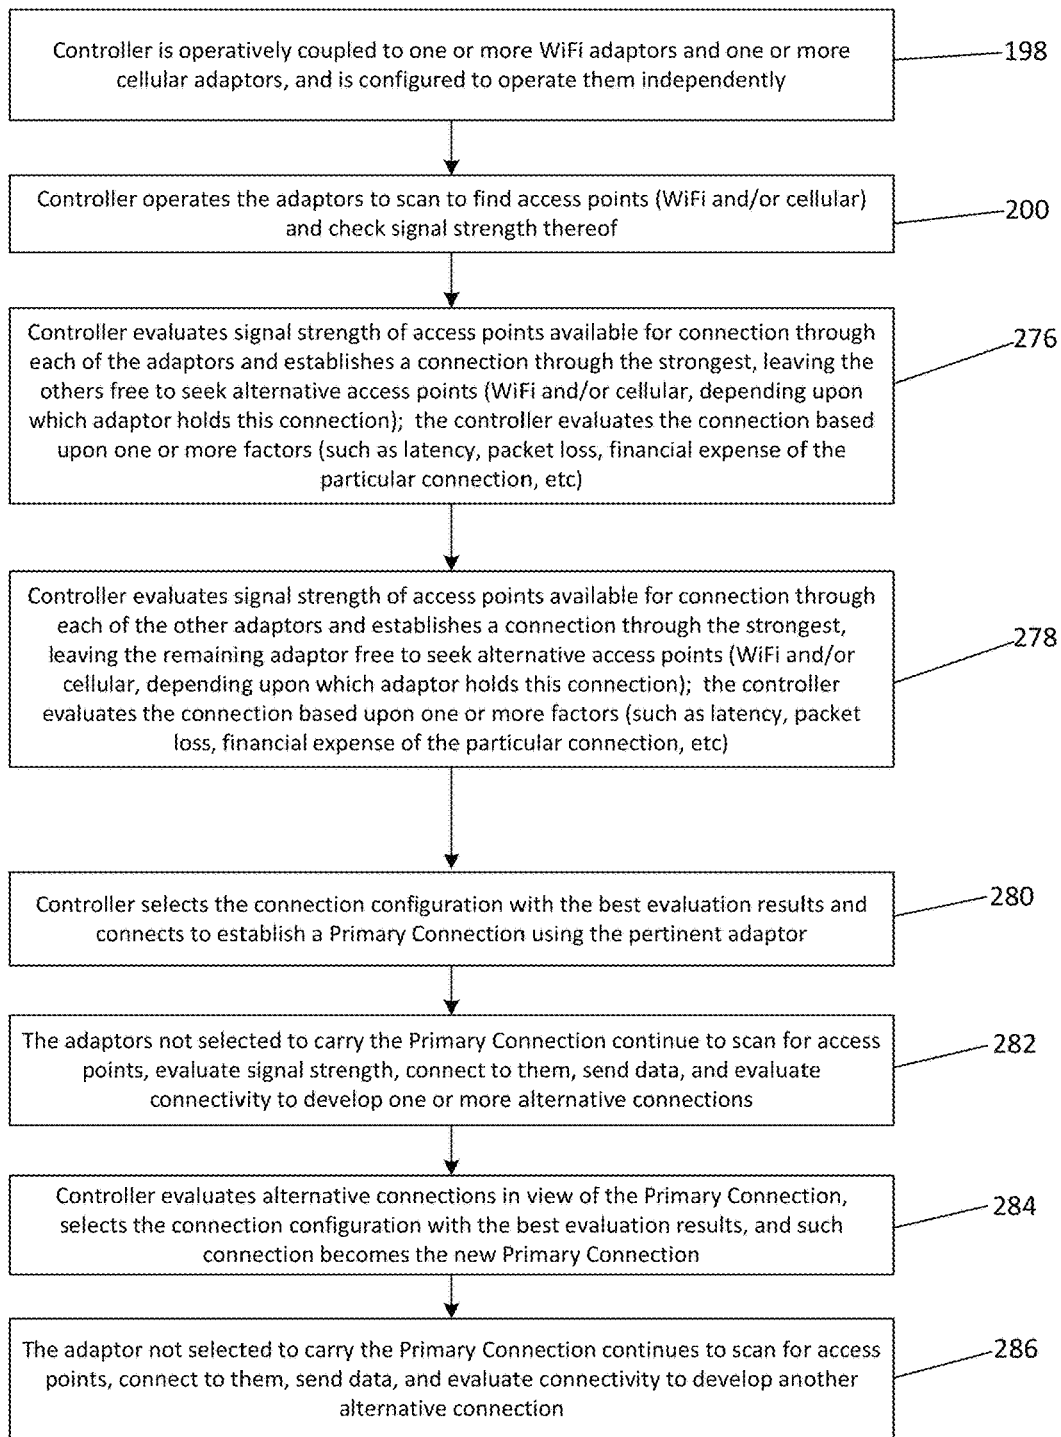 Controller is operatively coupled to one or more WiFi adaptors and one or more
cellular adaptors, and is configured to operate them independently
198
Controller operates the adaptors to scan to find access points (WiFi and/or cellular)
and check signal strength thereof
200
Controller evaluates signal strength of access points available for connection through
each of the adaptors and establishes a connection through the strongest, leaving the
others free to seek alternative access points (WiFi and/or cellular, depending upon
which adaptor holds this connection); the controller evaluates the connection based
upon one or more factors (such as latency, packet loss, financial expense of the
particular connection, etc)
276
Controller evaluates signal strength of access points available for connection through
each of the other adaptors and establishes a connection through the strongest,
leaving the remaining adaptor free to seek alternative access points (WiFi and/or
cellular, depending upon which adaptor holds this connection); the controller
evaluates the connection based upon one or more factors (such as latency, packet
loss, financial expense of the particular connection, etc)
278
Controller selects the connection configuration with the best evaluation results and
connects to establish a Primary Connection using the pertinent adaptor
280
The adaptors not selected to carry the Primary Connection continue to scan for access
points, evaluate signal strength, connect to them, send data, and evaluate
connectivity to develop one or more alternative connections
282
Controller evaluates alternative connections in view of the Primary Connection,
selects the connection configuration with the best evaluation results, and such
connection becomes the new Primary Connection
284
The adaptor not selected to carry the Primary Connection continues to scan for access
points, connect to them, send data, and evaluate connectivity to develop another
alternative connection
286